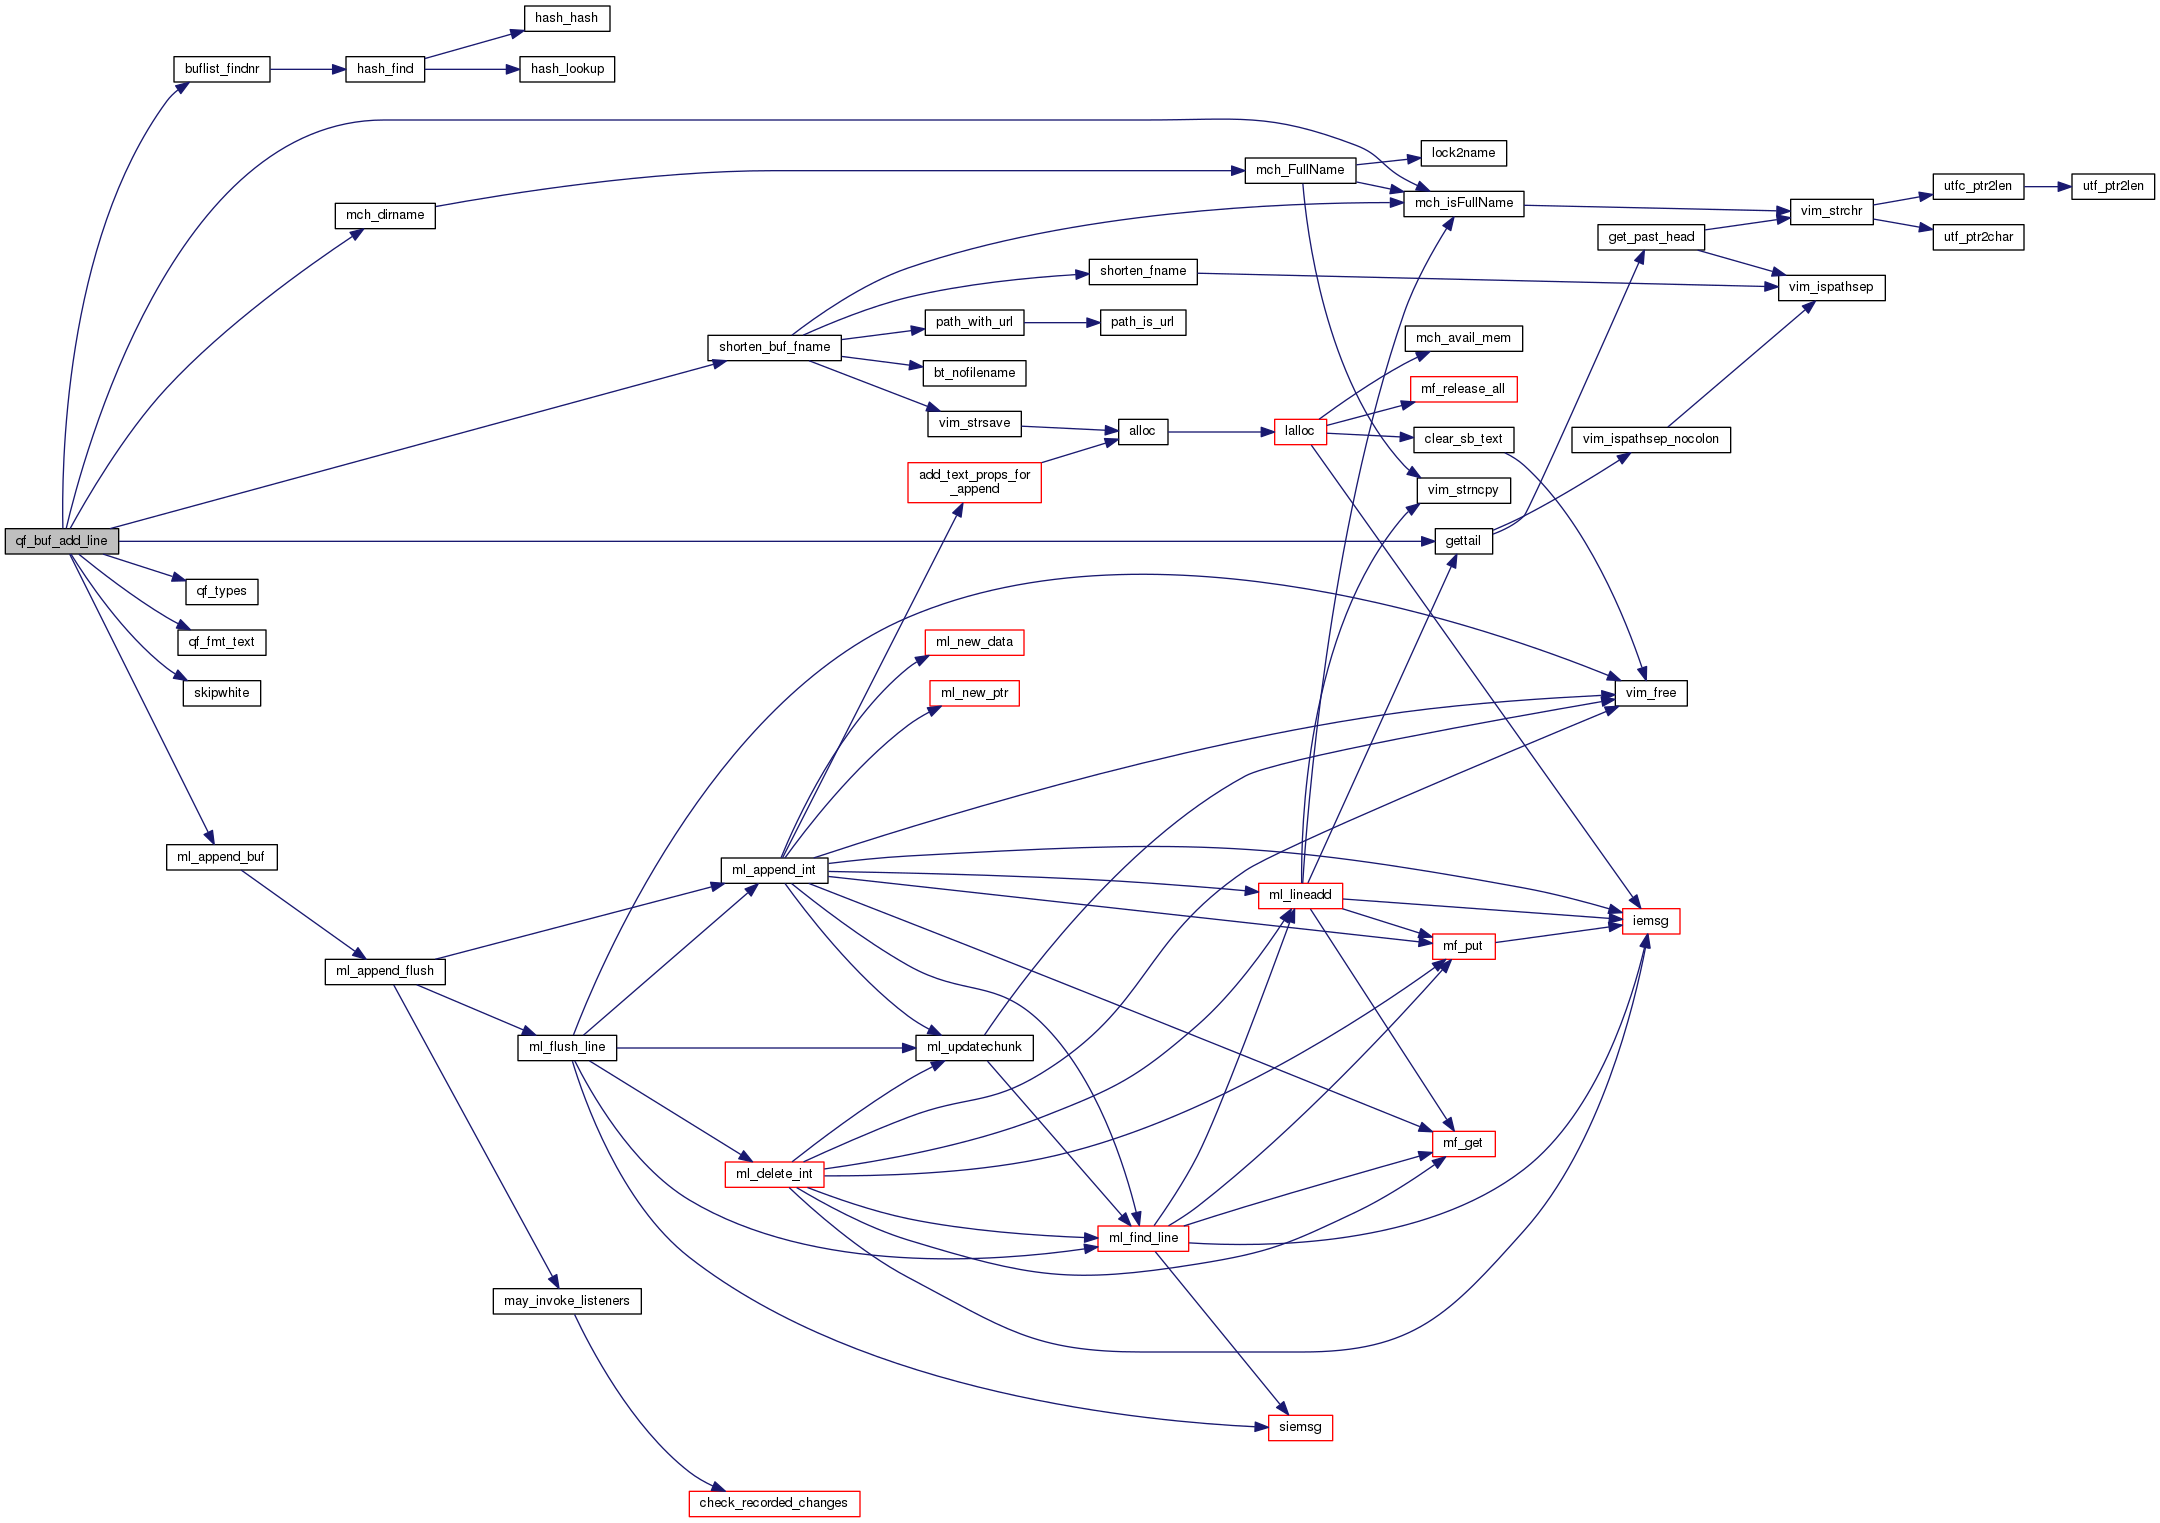 hash_hash
buflist_findnr
hash_find
hash_lookup
lock2name
mch_FullName
utfc_ptr2len
utf_ptr2len
mch_isFullName
vim_strchr
mch_dirname
get_past_head
utf_ptr2char
shorten_fname
vim_ispathsep
path_with_url
path_is_url
mch_avail_mem
shorten_buf_fname
bt_nofilename
mf_release_all
vim_strsave
alloc
lalloc
clear_sb_text
vim_ispathsep_nocolon
add_text_props_for
_append
vim_strncpy
qf_buf_add_line
gettail
qf_types
qf_fmt_text
ml_new_data
skipwhite
ml_new_ptr
vim_free
ml_append_buf
ml_append_int
ml_lineadd
iemsg
mf_put
ml_append_flush
ml_flush_line
ml_updatechunk
mf_get
ml_delete_int
ml_find_line
may_invoke_listeners
siemsg
check_recorded_changes